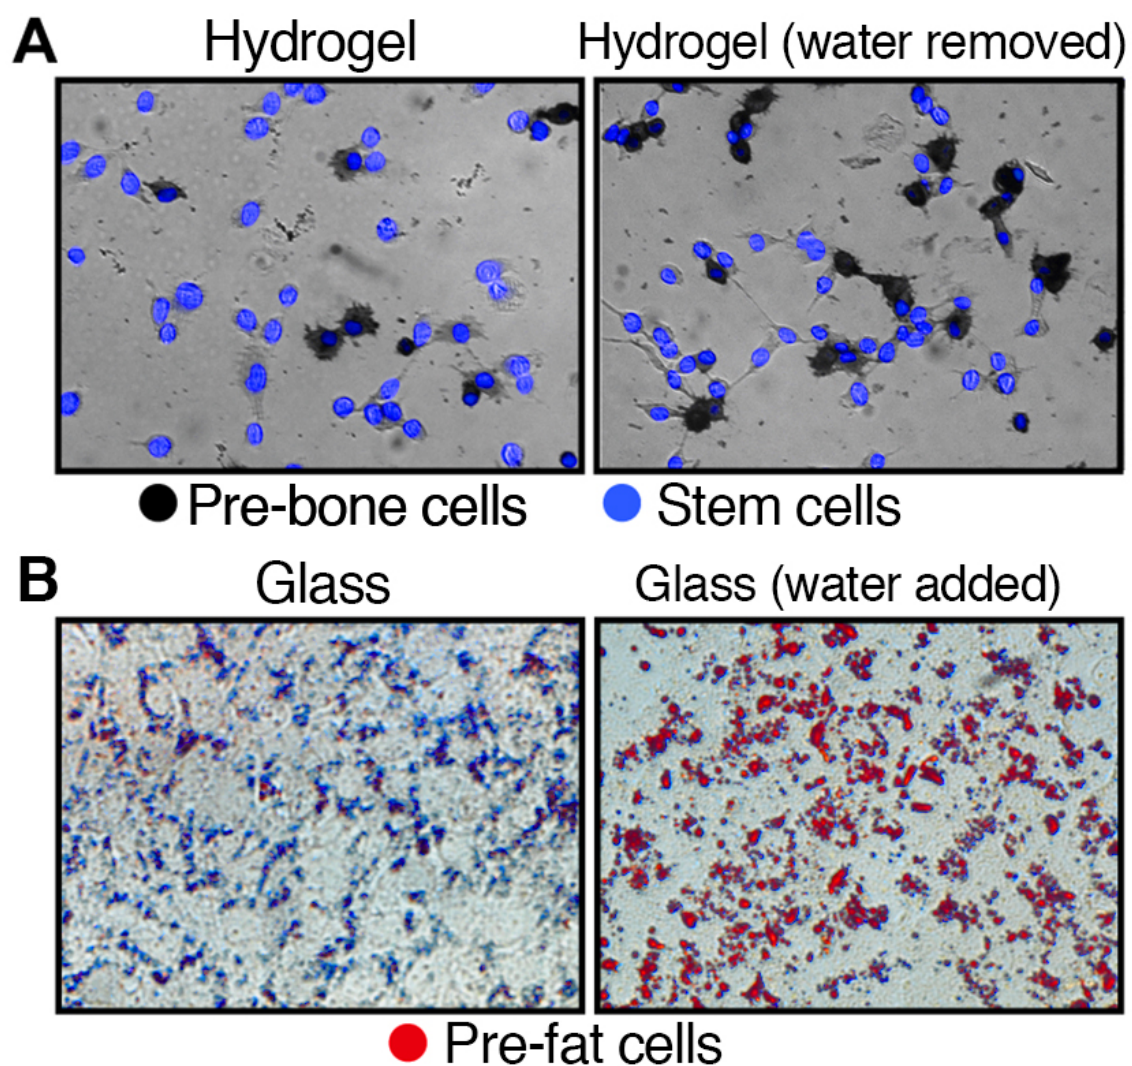 A Hydrogel Hydrogel (water removed)
Pre-bone cells Stem cells
B Glass Glass (water added)
Pre-fat cells